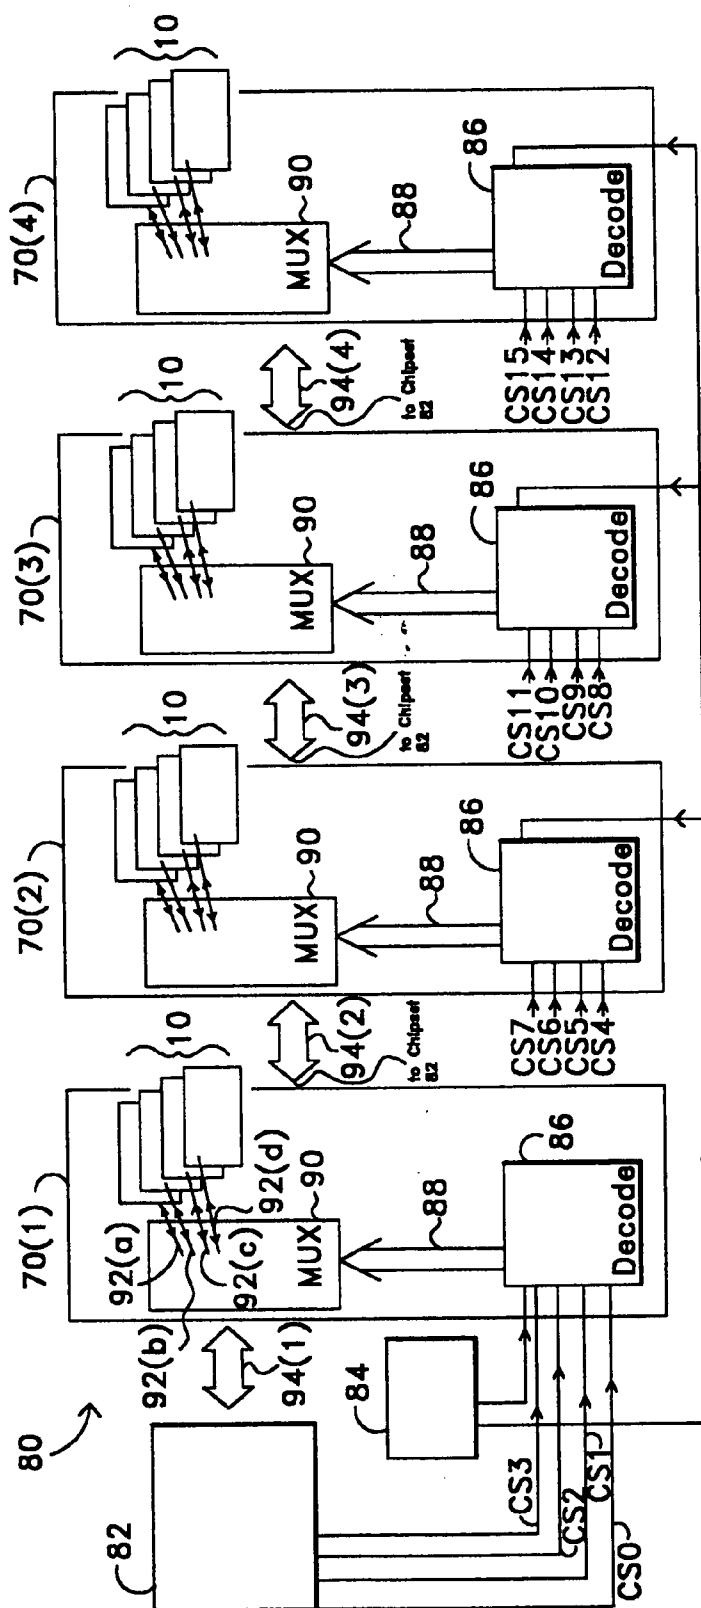 80
82
84
CS3
CS2
CS1
CS0
94(1)
70(1)
10
92(a)
92(b)
92(c)
92(d)
90
MUX
88
86
Decode
94(2)
to Chipset
82
70(2)
10
90
MUX
88
86
Decode
CS7
CS6
CS5
CS4
94(3)
to Chipset
82
70(3)
10
90
MUX
88
86
Decode
CS11
CS10
CS9
CS8
94(4)
to Chipset
82
70(4)
10
90
MUX
88
86
Decode
CS15
CS14
CS13
CS12